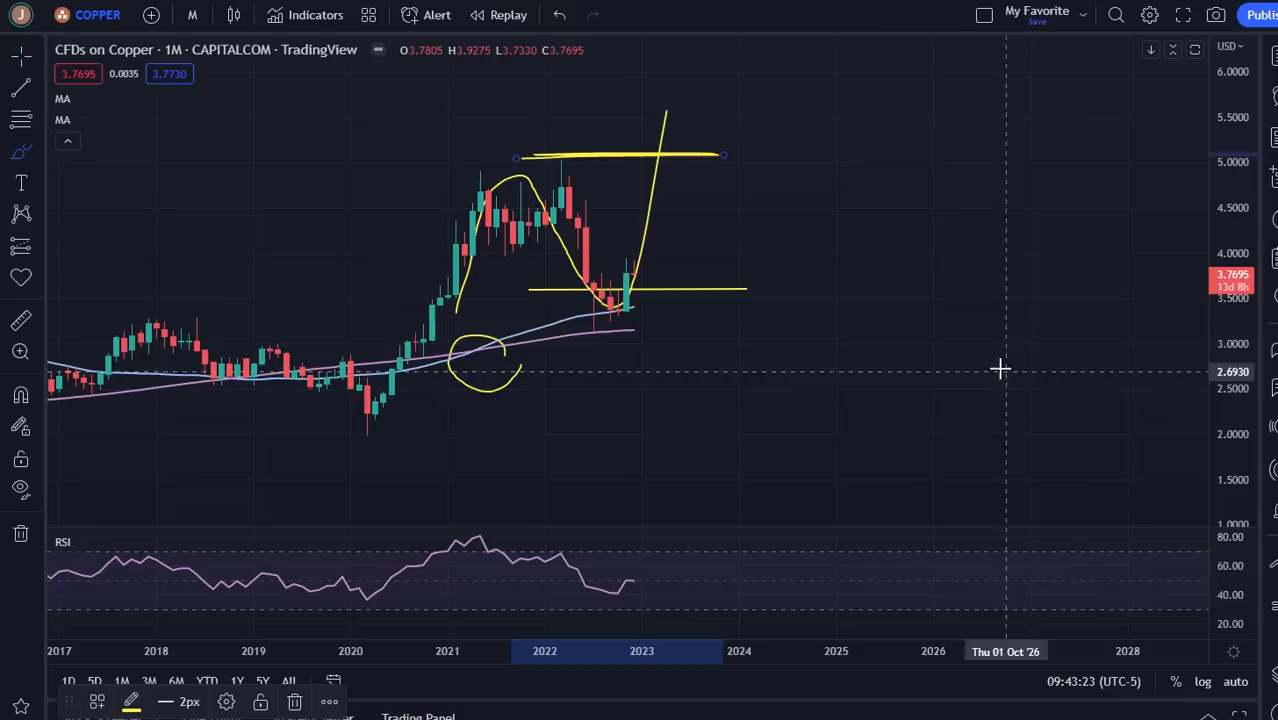 J COPPER M Indicators Alert Replay My Favorite Save Publis
CFDs on Copper · 1M · CAPITALCOM · TradingView O3.7805 H3.9275 L3.7330 C3.7695 USD
3.7695 0.0035 3.7730
6.0000
MA
MA
5.5000
5.0000
4.5000
4.0000
3.7695
13d 8h
3.5000
3.0000
2.6930
2.5000
2.0000
1.5000
1.0000
RSI
80.00
60.00
40.00
20.00
2017 2018 2019 2020 2021 2022 2023 2024 2025 2026 Thu 01 Oct '26 2028
1D 5D 1M 3M 6M YTD 1Y 5Y All 09:43:23 (UTC-5) % log auto
2px
Trading Panel